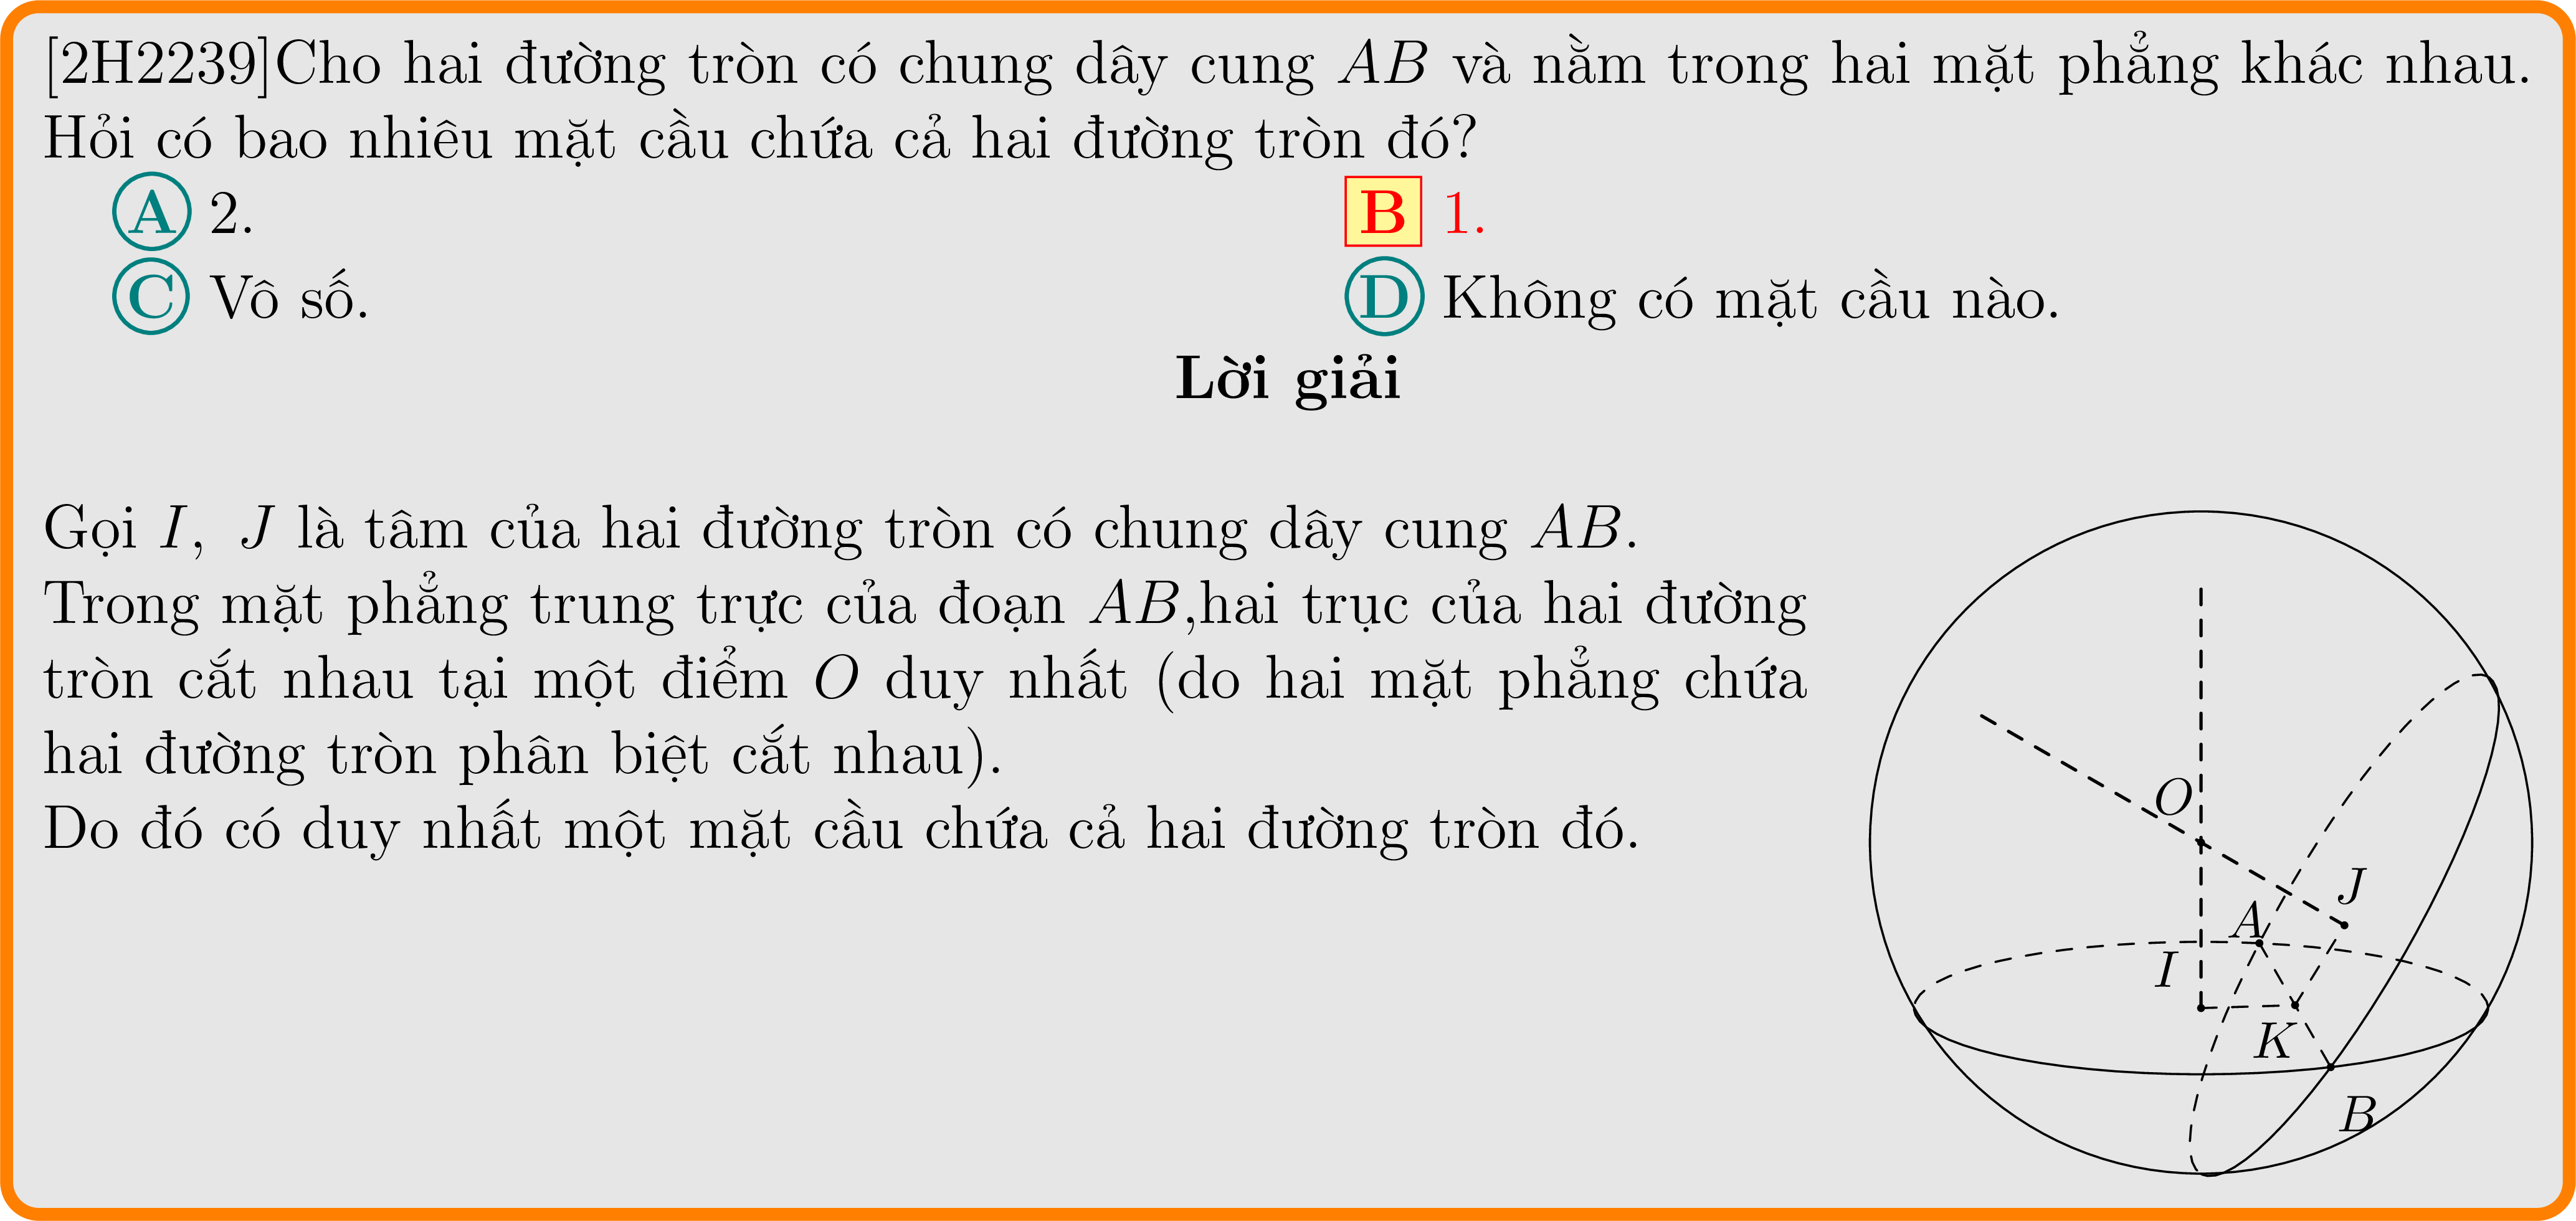 [2H2239]Cho hai đường tròn có chung dây cung AB và nằm trong hai mặt phẳng khác nhau.
Hỏi có bao nhiêu mặt cầu chứa cả hai đường tròn đó?
A 2.
B 1.
C Vô số.
D Không có mặt cầu nào.
Lời giải
Gọi I, J là tâm của hai đường tròn có chung dây cung AB.
Trong mặt phẳng trung trực của đoạn AB,hai trục của hai đường
tròn cắt nhau tại một điểm O duy nhất (do hai mặt phẳng chứa
hai đường tròn phân biệt cắt nhau).
Do đó có duy nhất một mặt cầu chứa cả hai đường tròn đó.
O
J
A
I
K
B